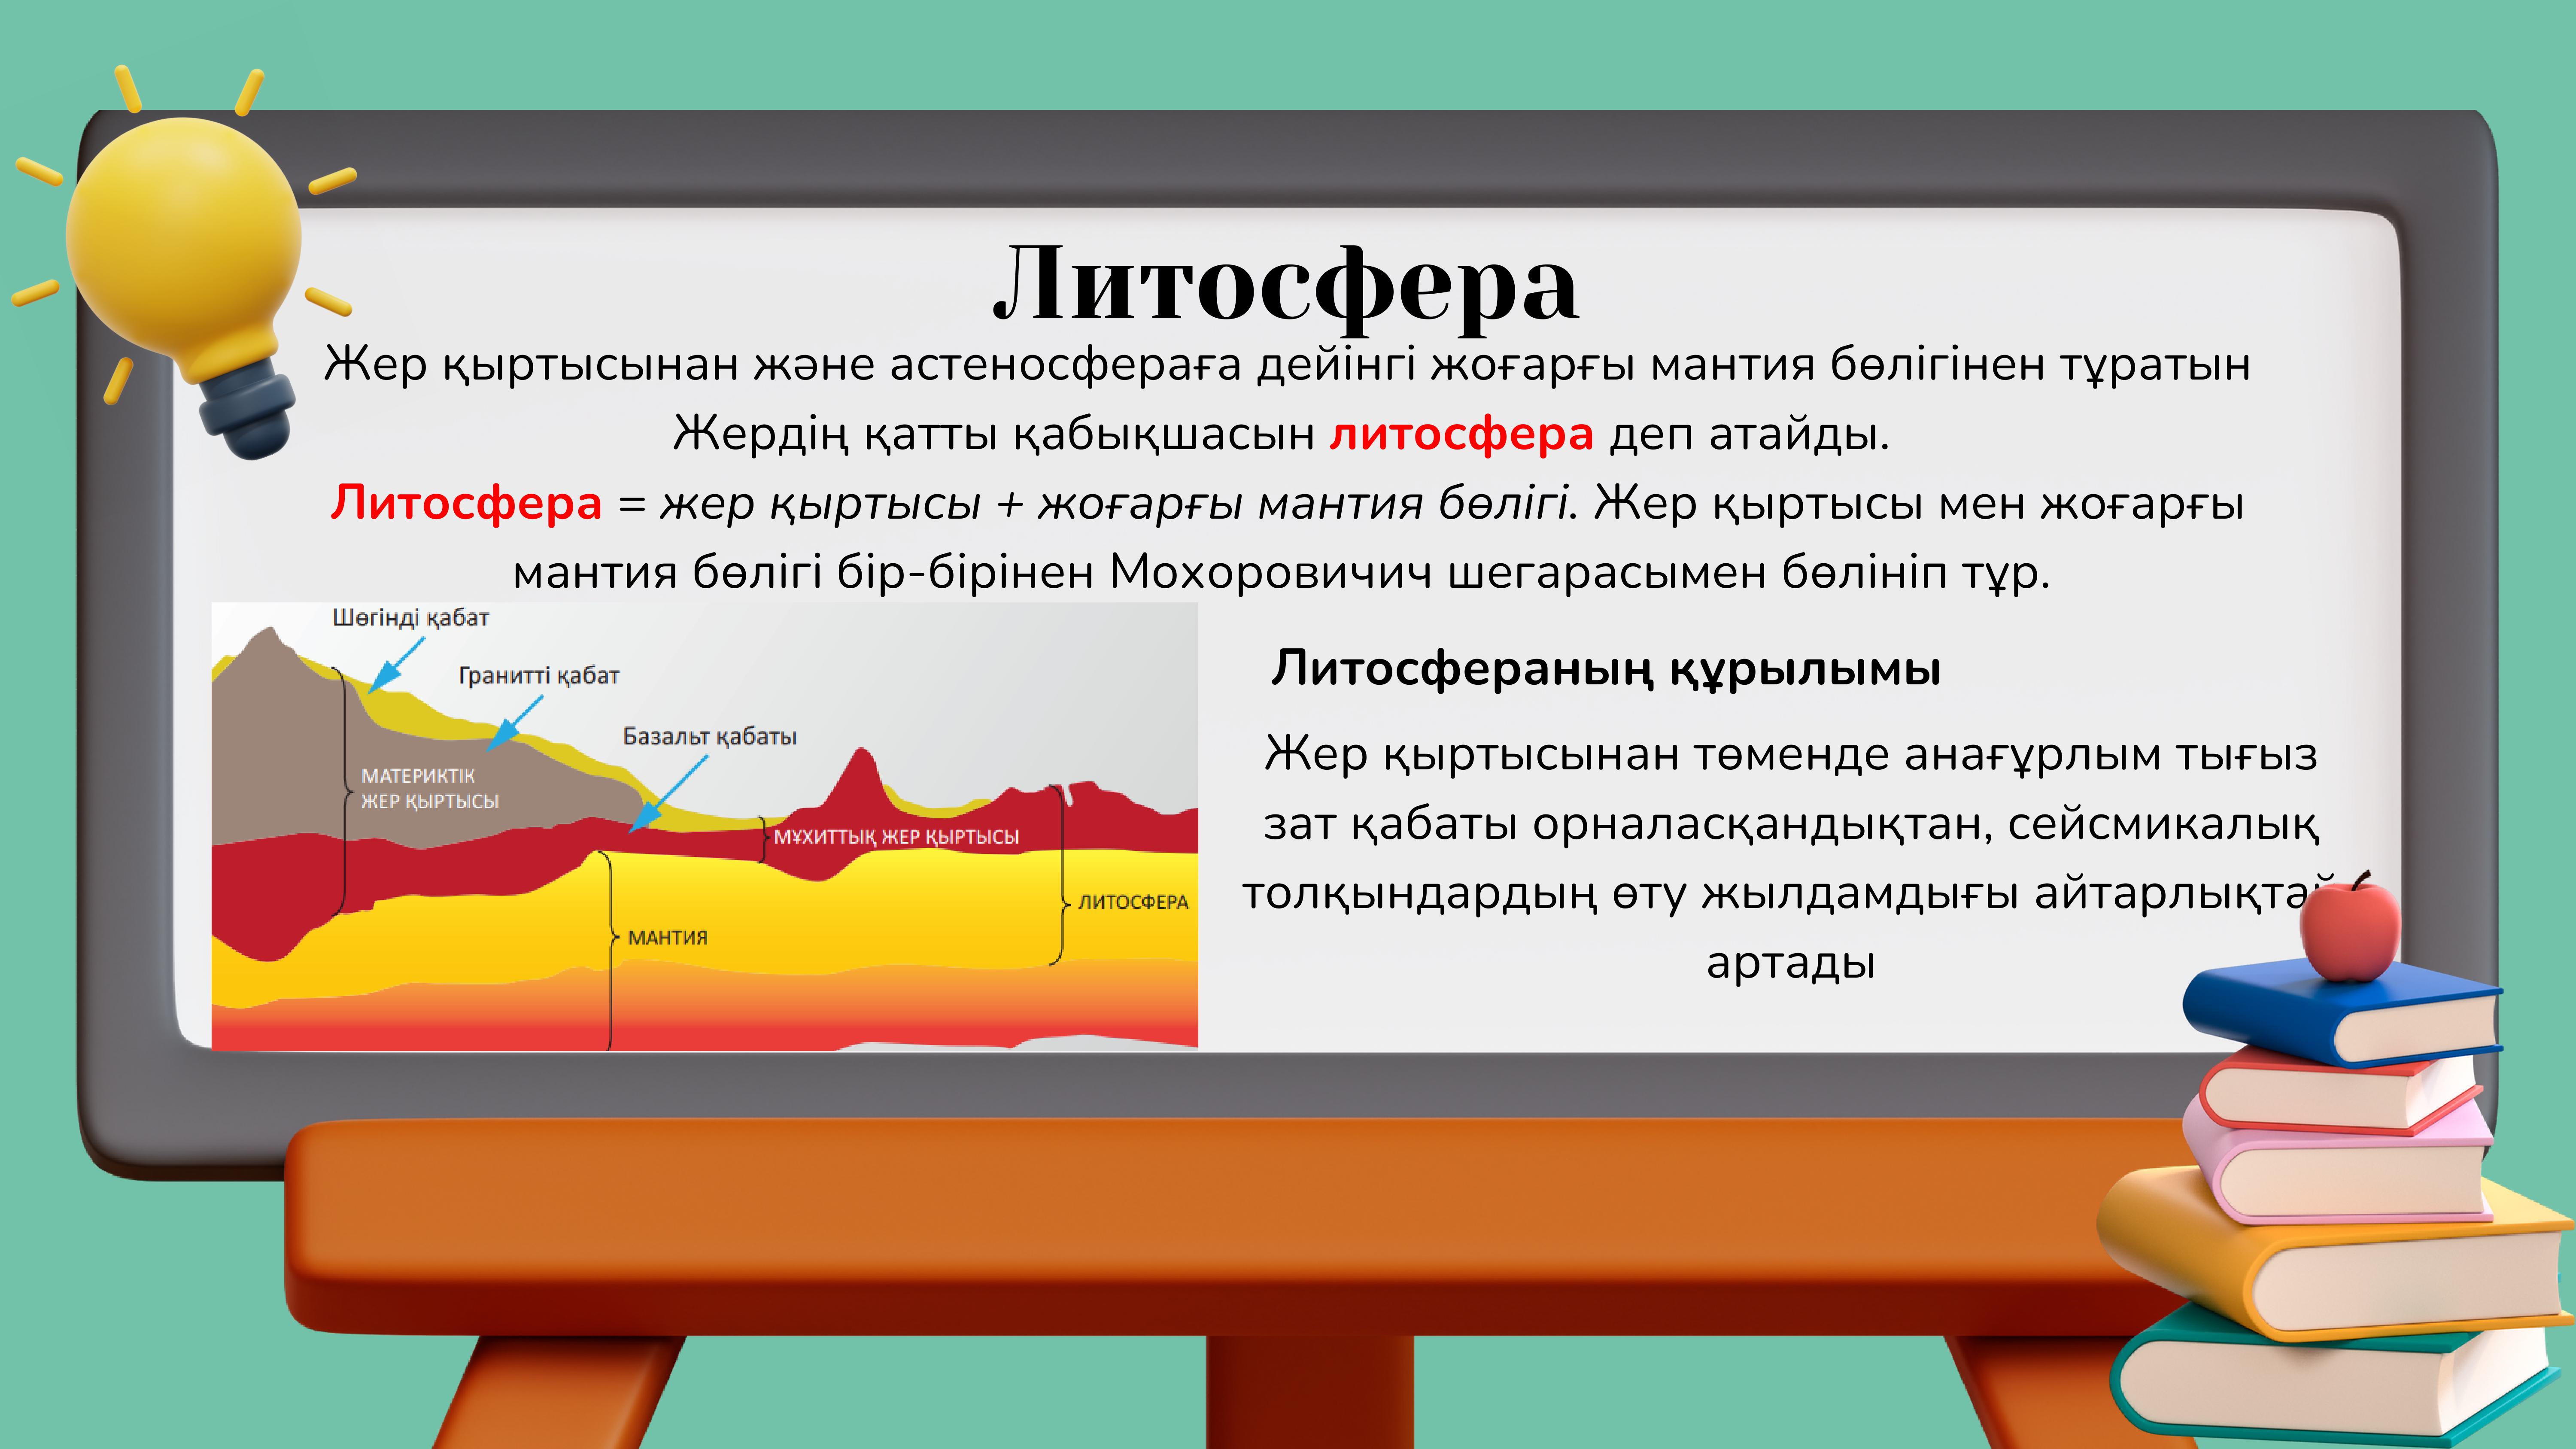 Литосфера
Жер қыртысынан және астеносфераға дейінгі жоғарғы мантия бөлігінен тұратын
Жердің қатты қабықшасын литосфера деп атайды.
Литосфера = жер қыртысы + жоғарғы мантия бөлігі. Жер қыртысы мен жоғарғы
мантия бөлігі бір-бірінен Мохоровичич шегарасымен бөлініп тұр.
Шөгінді қабат
Гранитті қабат
Базальт қабаты
МАТЕРИКТІК
ЖЕР ҚЫРТЫСЫ
МҰХИТТЫҚ ЖЕР ҚЫРТЫСЫ
ЛИТОСФЕРА
МАНТИЯ
Литосфераның құрылымы
Жер қыртысынан төменде анағұрлым тығыз
зат қабаты орналасқандықтан, сейсмикалық
толқындардың өту жылдамдығы айтарлықтай
артады